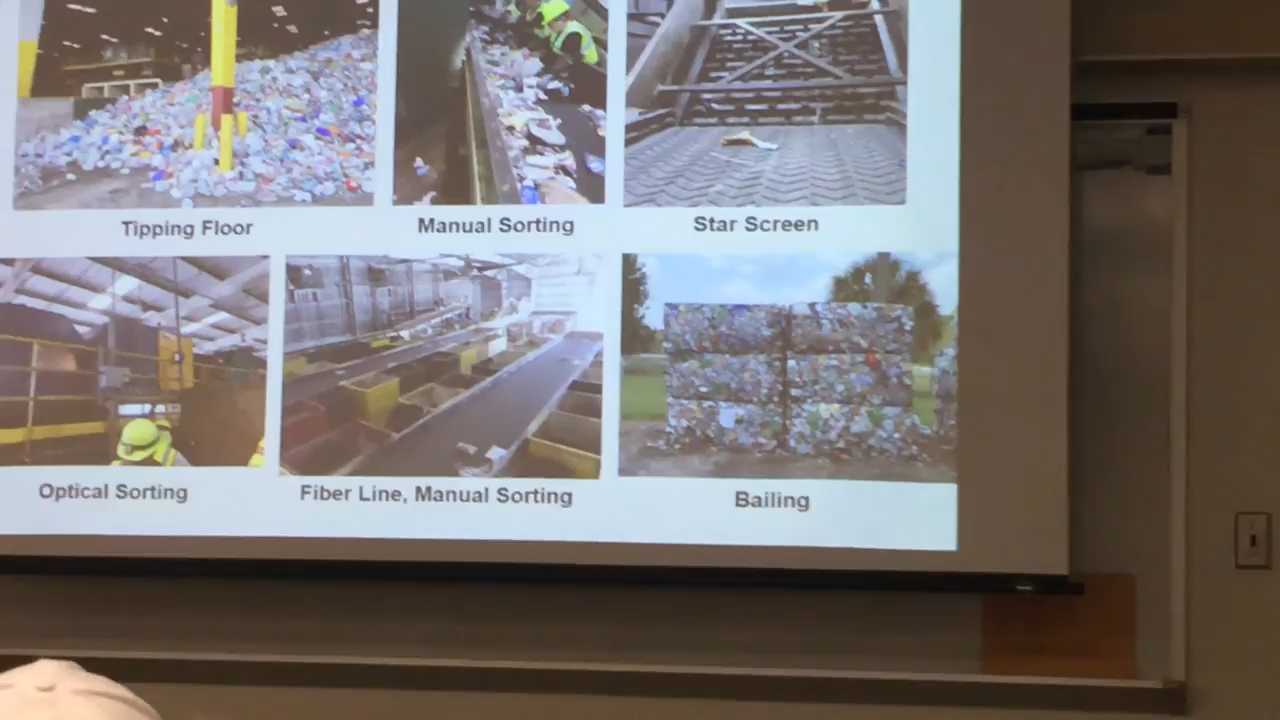 Tipping Floor
Manual Sorting
Star Screen
Optical Sorting
Fiber Line, Manual Sorting
Bailing